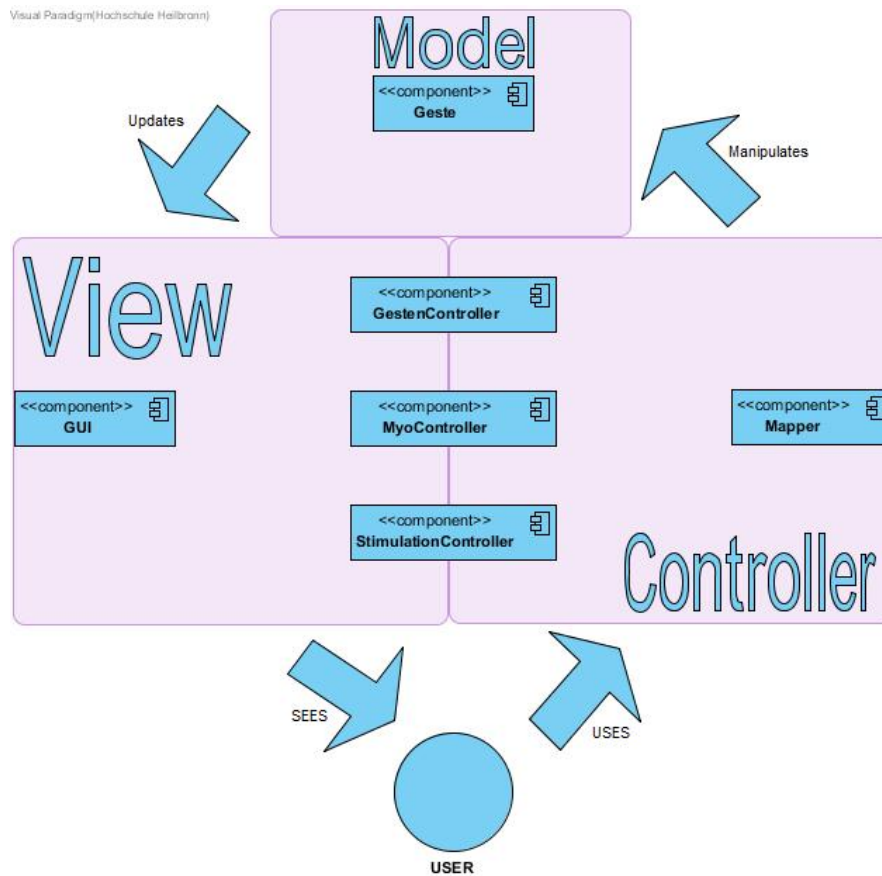 Visual Paradigm(Hochschule Heilbronn)
Model
<<component>>
Geste
Updates
Manipulates
View
<<component>>
GestenController
<<component>>
GUI
<<component>>
MyoController
<<component>>
Mapper
<<component>>
StimulationController
Controller
SEES
USES
USER